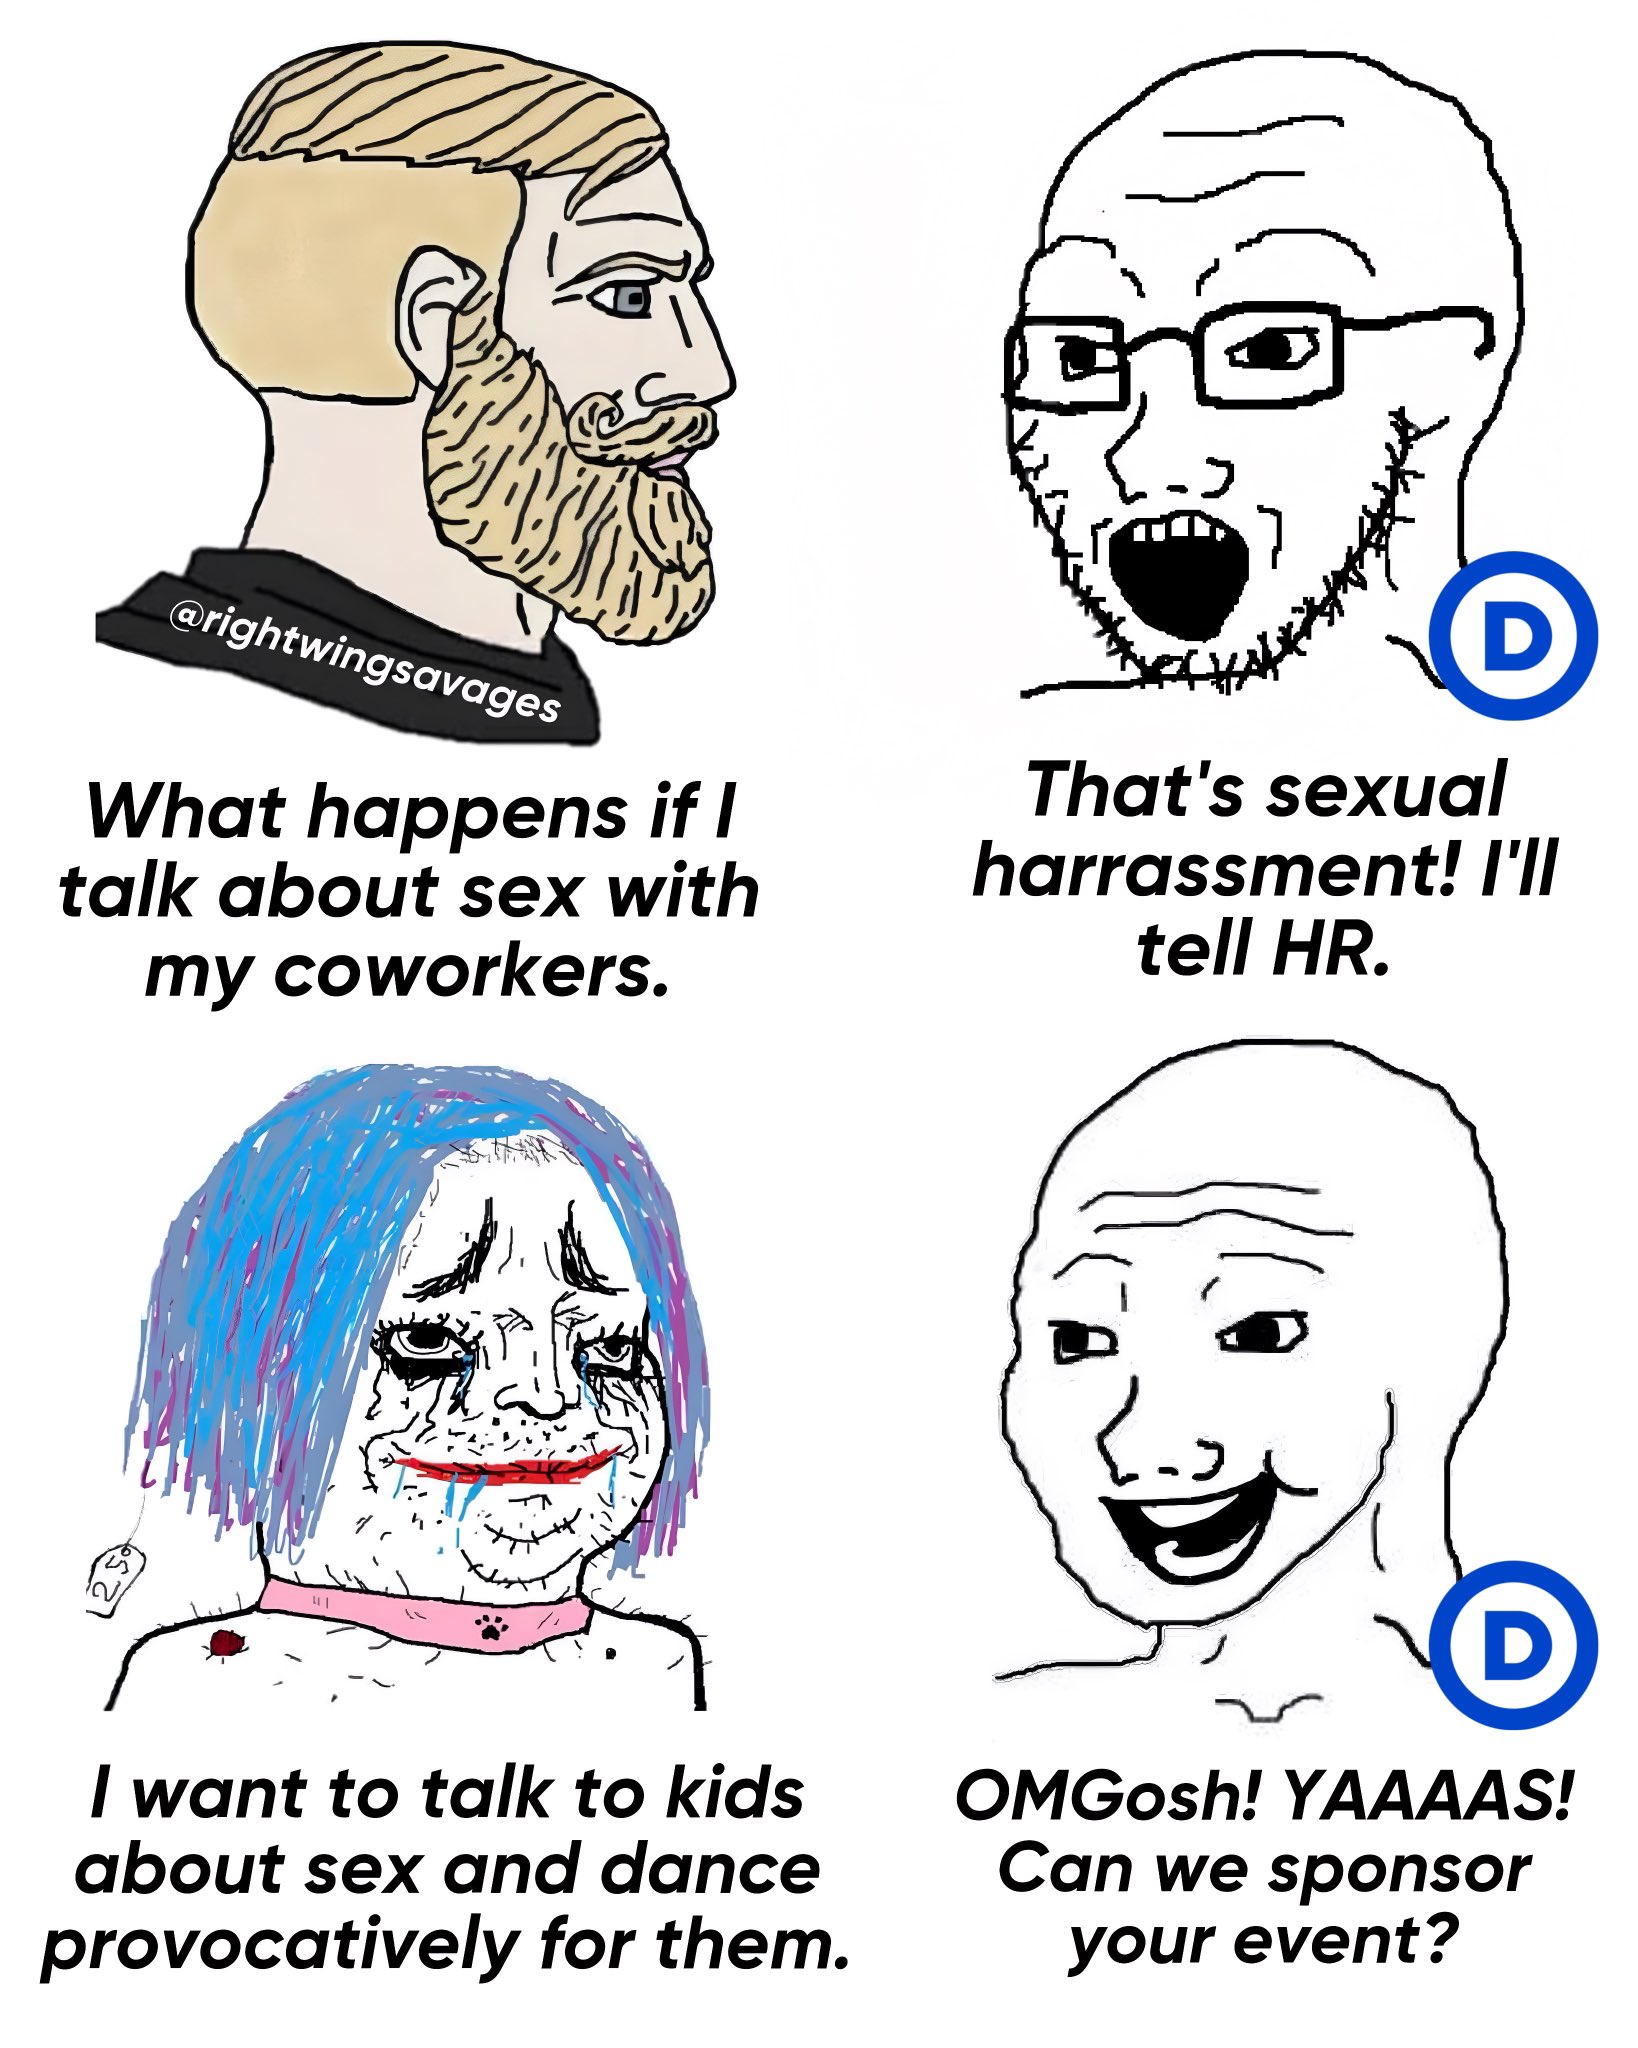 @rightwingsavages
D
What happens if I
talk about sex with
my coworkers.
That's sexual
harrassment! I'll
tell HR.
25
D
I want to talk to kids
about sex and dance
provocatively for them.
OMGosh! YAAAAS!
Can we sponsor
your event?